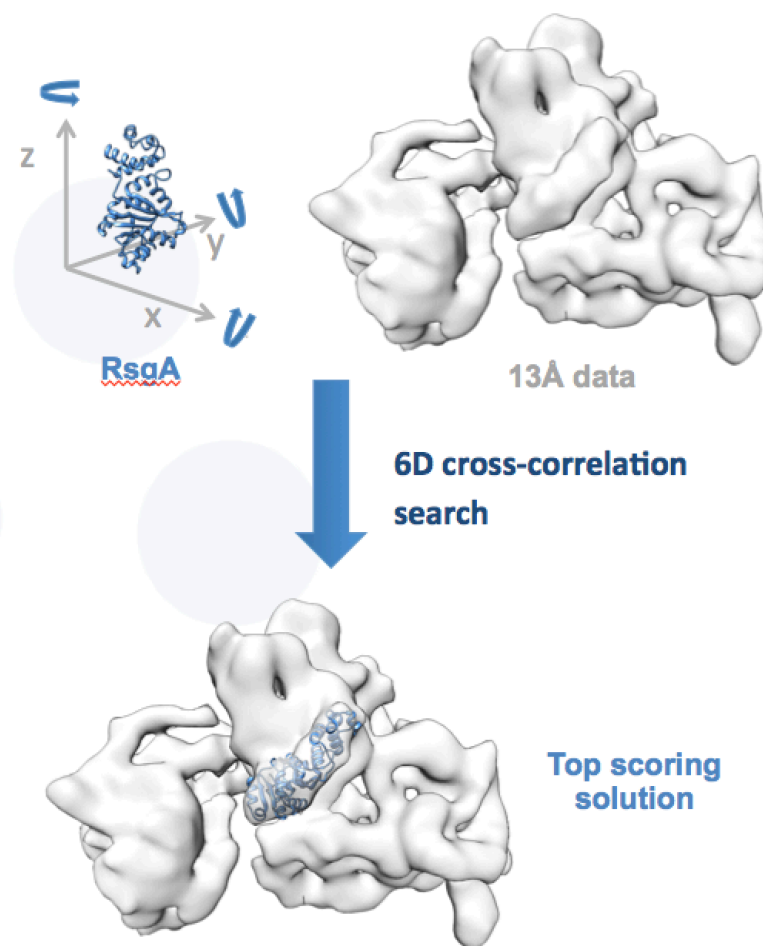 z
y
x
RsgA
13Å data
6D cross-correlation
search
Top scoring
solution